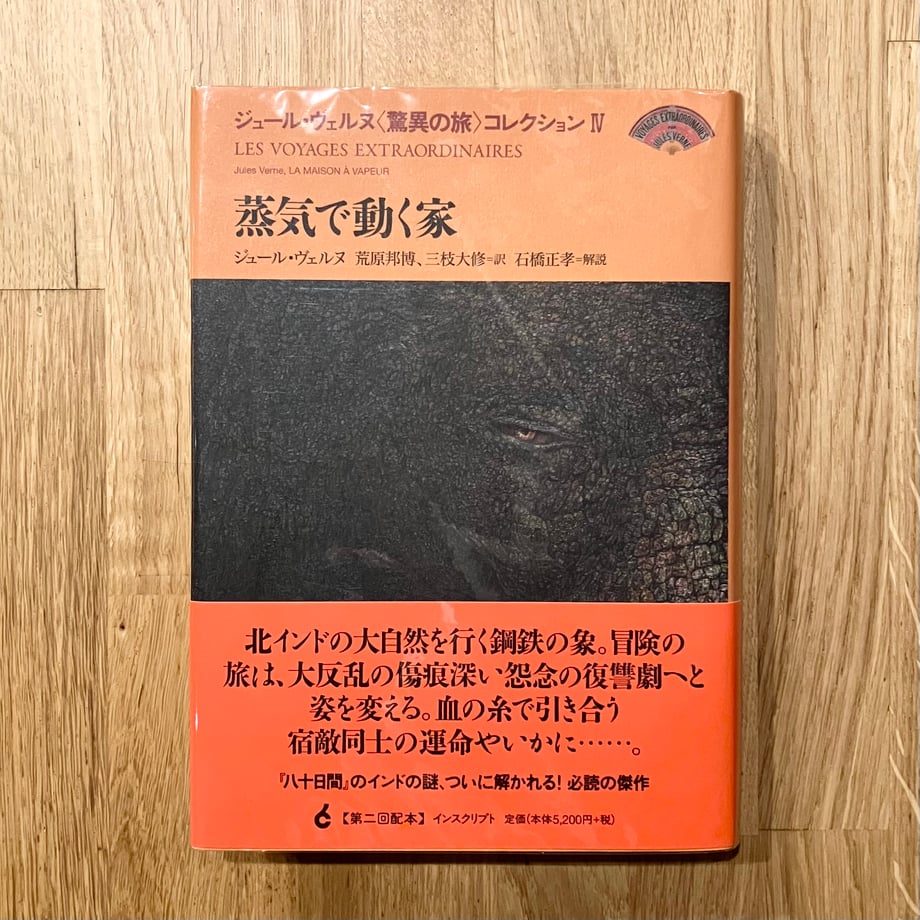 ジュール・ヴェルヌ〈驚異の旅〉コレクション Ⅳ
LES VOYAGES EXTRAORDINAIRES
Jules Verne, LA MAISON À VAPEUR
VOYAGES EXTRAORDINAIRES
PAR
JULES VERNE
蒸気で動く家
ジュール・ヴェルヌ 荒原邦博、三枝大修=訳 石橋正孝=解説
北インドの大自然を行く鋼鉄の象。冒険の
旅は、大反乱の傷痕深い怨念の復讐劇へと
姿を変える。血の糸で引き合う
宿敵同士の運命やいかに……。
『八十日間』のインドの謎、ついに解かれる! 必読の傑作
【第二回配本】 インスクリプト 定価(本体5,200円+税)